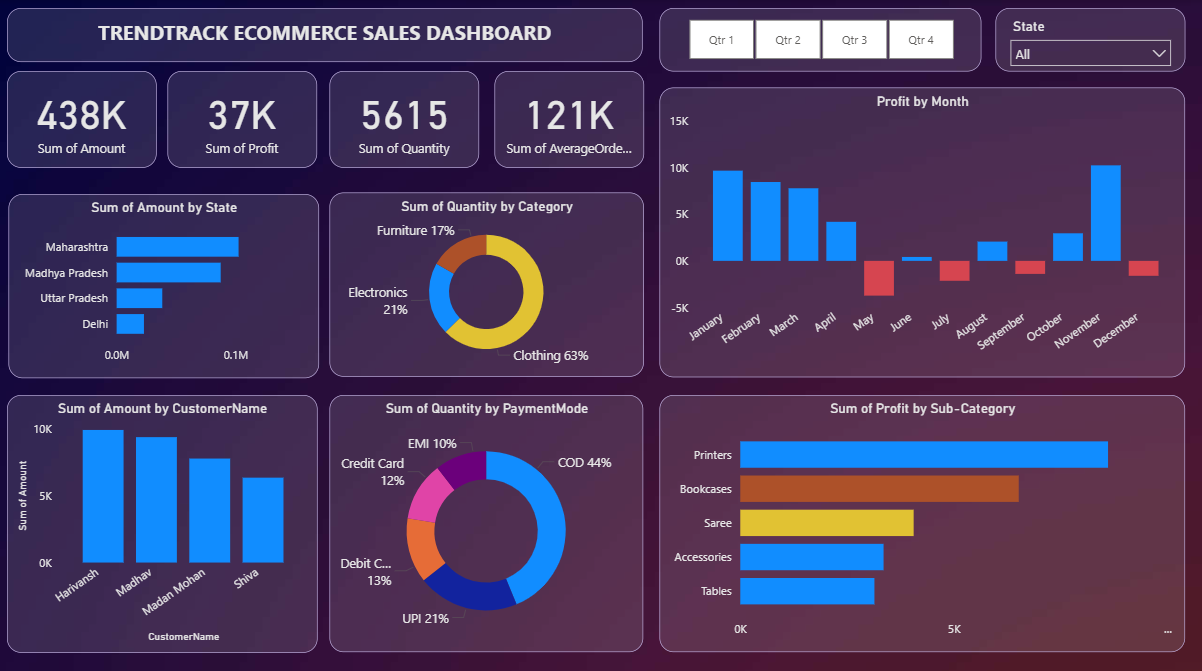 TRENDTRACK ECOMMERCE SALES DASHBOARD
Qtr 1
Qtr 2
Qtr 3
Qtr 4
State
All
438K
Sum of Amount
37K
Sum of Profit
5615
Sum of Quantity
121K
Sum of AverageOrde...
Profit by Month
15K
10K
5K
0K
-5K
January
February
March
April
May
June
July
August
September
October
November
December
Sum of Amount by State
Maharashtra
Madhya Pradesh
Uttar Pradesh
Delhi
0.0M
0.1M
Sum of Quantity by Category
Furniture 17%
Electronics
21%
Clothing 63%
Sum of Amount by CustomerName
Sum of Amount
10K
5K
0K
Harivansh
Madhav
Madan Mohan
Shiva
CustomerName
Sum of Quantity by PaymentMode
EMI 10%
COD 44%
Credit Card
12%
Debit C...
13%
UPI 21%
Sum of Profit by Sub-Category
Printers
Bookcases
Saree
Accessories
Tables
0K
5K
...